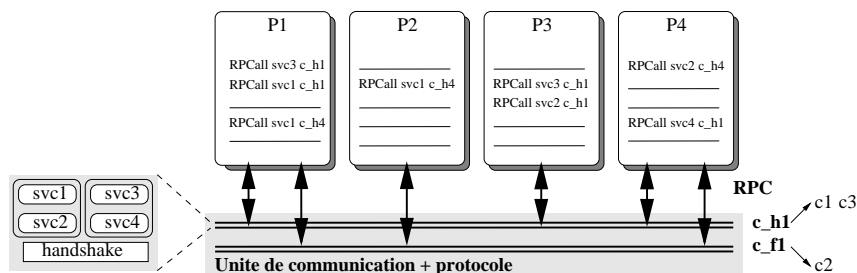 P1
RPCall svc3 c_h1
RPCall svc1 c_h1
RPCall svc1 c_h4
P2
RPCall svc1 c_h4
P3
RPCall svc3 c_h1
RPCall svc2 c_h1
P4
RPCall svc2 c_h4
RPCall svc4 c_h1
RPC
svc1 svc3
svc2 svc4
handshake
c_h1
c1 c3
c_f1
c2
Unite de communication + protocole